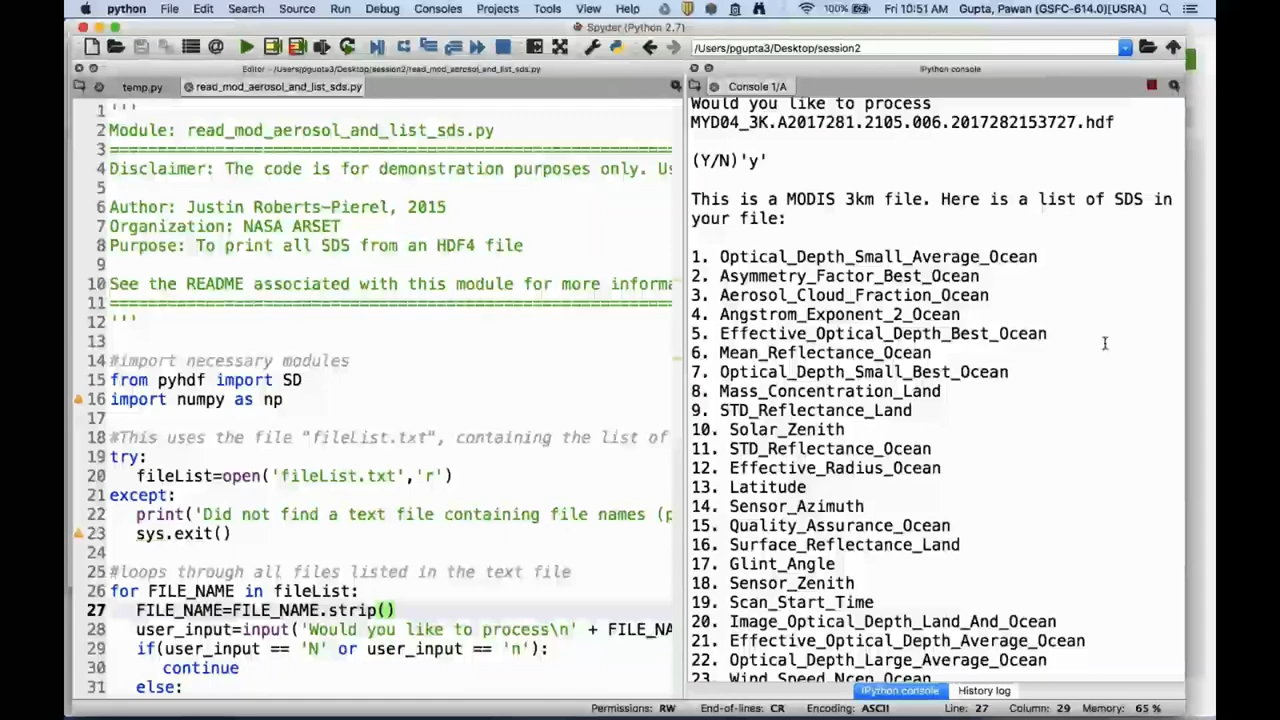 python File Edit Search Source Run Debug Consoles Projects Tools View Help 100% Fri 10:51 AM Gupta, Pawan (GSFC-614.0)[USRA]
Spyder (Python 2.7)
/Users/pgupta3/Desktop/session2
Editor - /Users/pgupta3/Desktop/session2/read_mod_aerosol_and_list_sds.py
temp.py read_mod_aerosol_and_list_sds.py
1 '''
2 Module: read_mod_aerosol_and_list_sds.py
3 ==========================================================
4 Disclaimer: The code is for demonstration purposes only. Us
5
6 Author: Justin Roberts-Pierel, 2015
7 Organization: NASA ARSET
8 Purpose: To print all SDS from an HDF4 file
9
10 See the README associated with this module for more informa
11 ==========================================================
12 '''
13
14 #import necessary modules
15 from pyhdf import SD
16 import numpy as np
17
18 #This uses the file "fileList.txt", containing the list of
19 try:
20 fileList=open('fileList.txt','r')
21 except:
22 print('Did not find a text file containing file names (p
23 sys.exit()
24
25 #loops through all files listed in the text file
26 for FILE_NAME in fileList:
27 FILE_NAME=FILE_NAME.strip()
28 user_input=input('Would you like to process\n' + FILE_NA
29 if(user_input == 'N' or user_input == 'n'):
30 continue
31 else:
IPython console
Console 1/A
Would you like to process
MYD04_3K.A2017281.2105.006.2017282153727.hdf
(Y/N)'y'
This is a MODIS 3km file. Here is a list of SDS in
your file:
1. Optical_Depth_Small_Average_Ocean
2. Asymmetry_Factor_Best_Ocean
3. Aerosol_Cloud_Fraction_Ocean
4. Angstrom_Exponent_2_Ocean
5. Effective_Optical_Depth_Best_Ocean
6. Mean_Reflectance_Ocean
7. Optical_Depth_Small_Best_Ocean
8. Mass_Concentration_Land
9. STD_Reflectance_Land
10. Solar_Zenith
11. STD_Reflectance_Ocean
12. Effective_Radius_Ocean
13. Latitude
14. Sensor_Azimuth
15. Quality_Assurance_Ocean
16. Surface_Reflectance_Land
17. Glint_Angle
18. Sensor_Zenith
19. Scan_Start_Time
20. Image_Optical_Depth_Land_And_Ocean
21. Effective_Optical_Depth_Average_Ocean
22. Optical_Depth_Large_Average_Ocean
23. Wind_Speed_Ncep_Ocean
IPython console History log
Permissions: RW End-of-lines: CR Encoding: ASCII Line: 27 Column: 29 Memory: 65 %